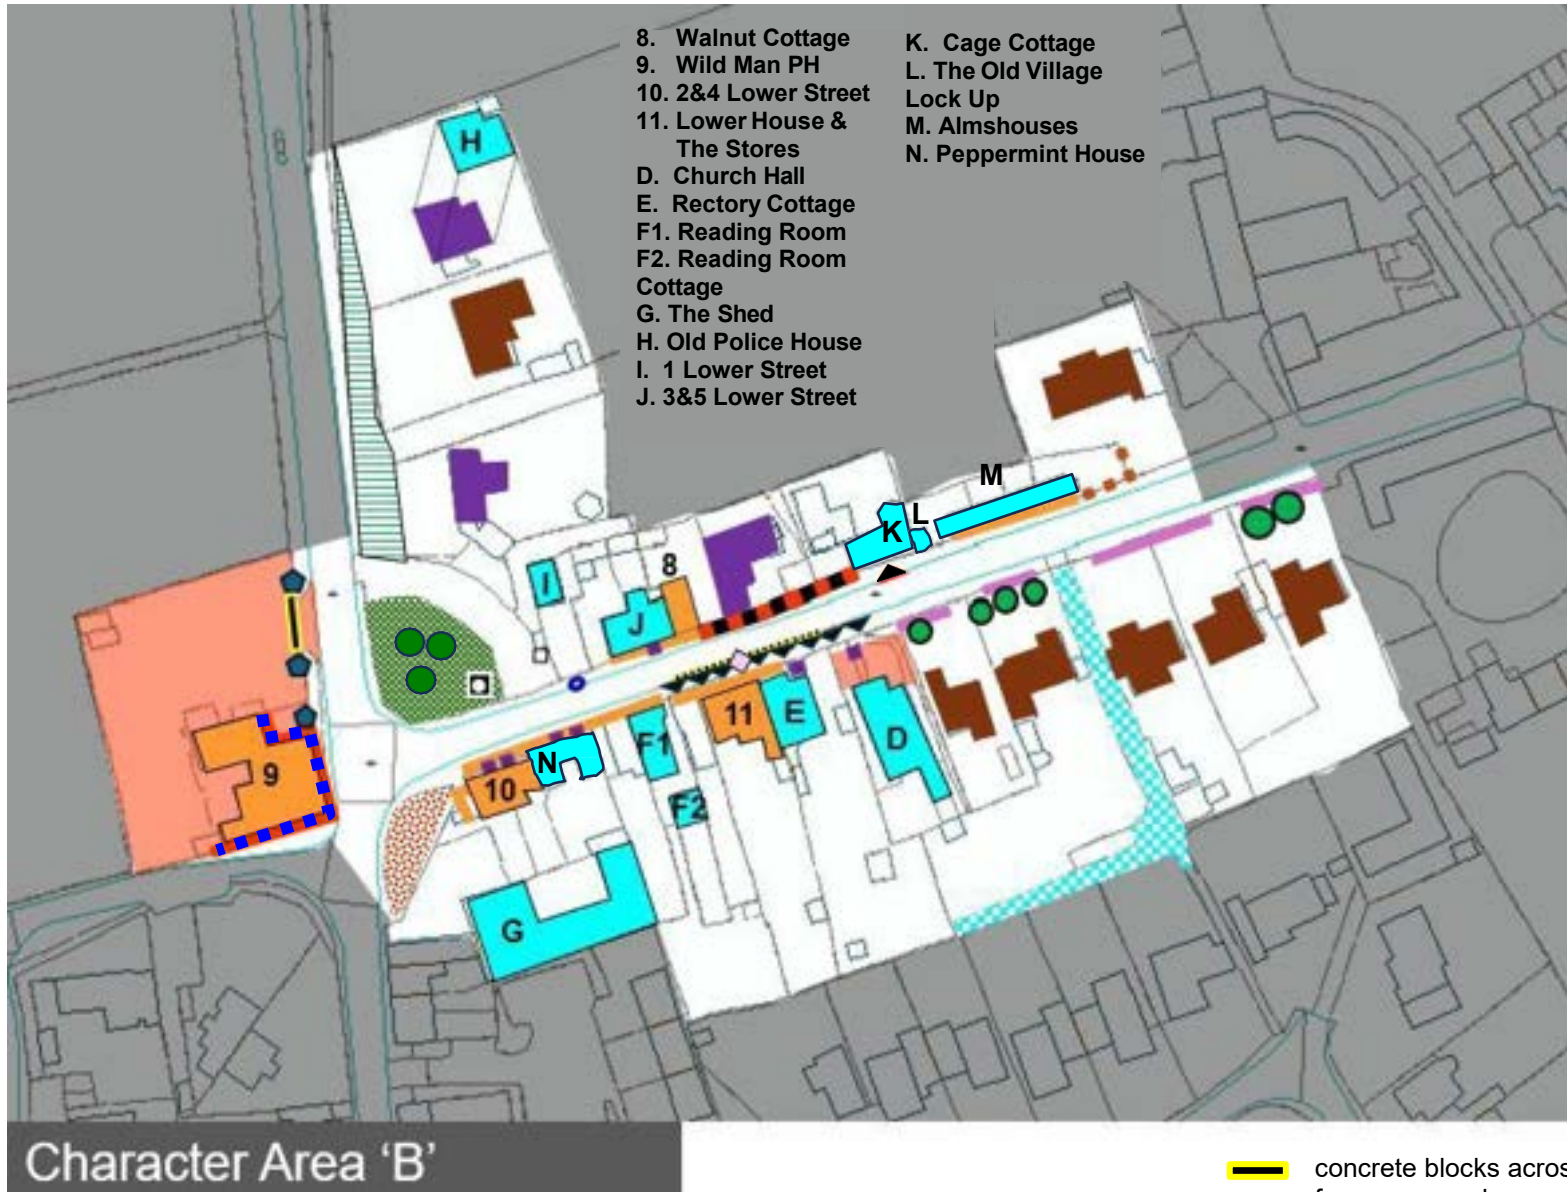 8. Walnut Cottage
9. Wild Man PH
10. 2&4 Lower Street
11. Lower House &
The Stores
D. Church Hall
E. Rectory Cottage
F1. Reading Room
F2. Reading Room
Cottage
G. The Shed
H. Old Police House
I. 1 Lower Street
J. 3&5 Lower Street
K. Cage Cottage
L. The Old Village
Lock Up
M. Almshouses
N. Peppermint House
H
M
L
K
8
I
J
11
E
F1
D
N
9
10
F2
G
Character Area ‘B’
concrete blocks